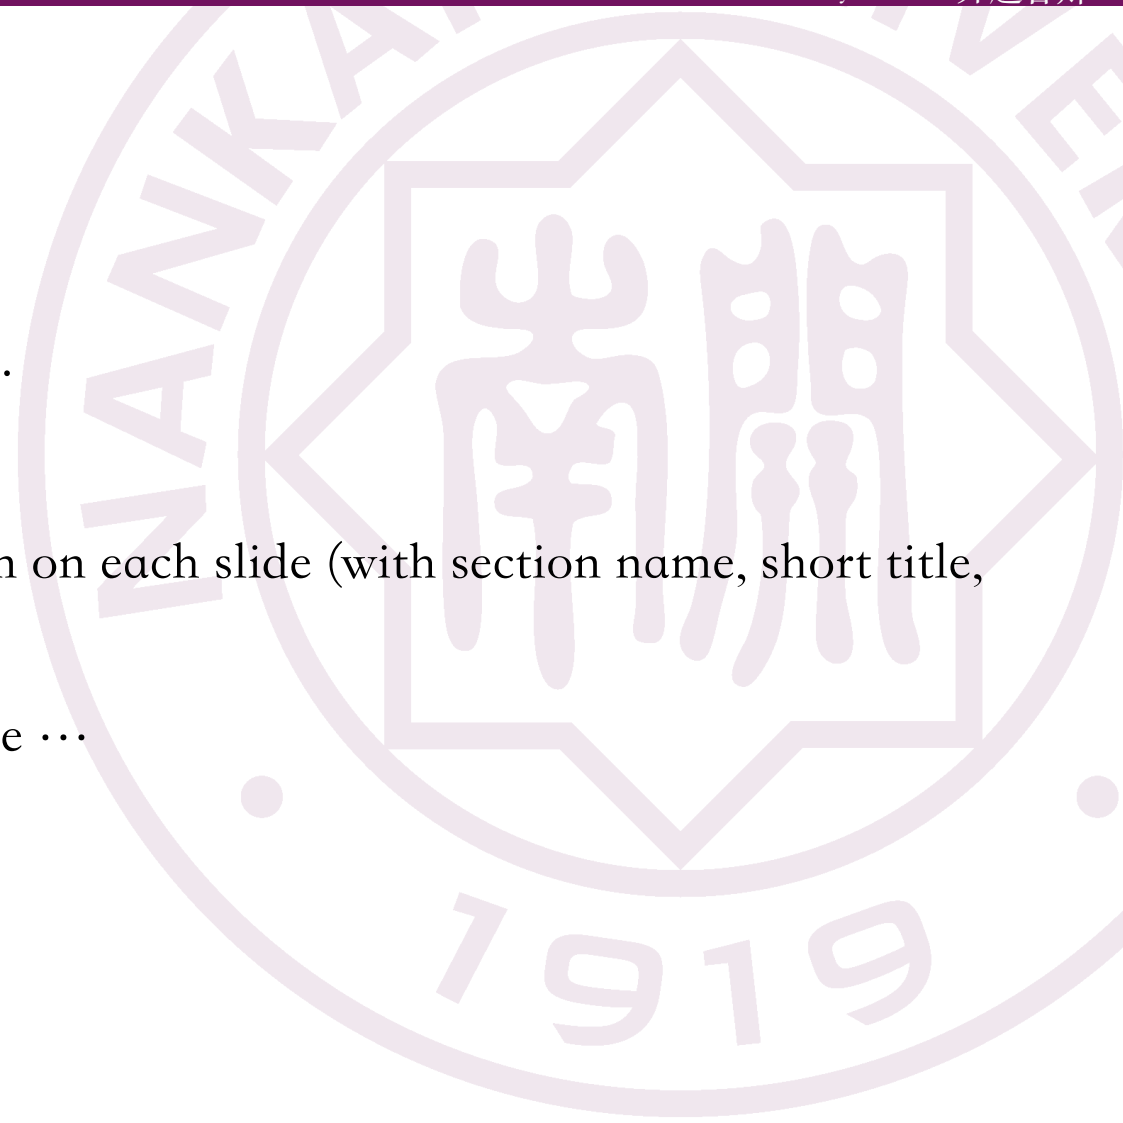 .
on each slide (with section name, short title,
e ···
NANKAI
南開
1919